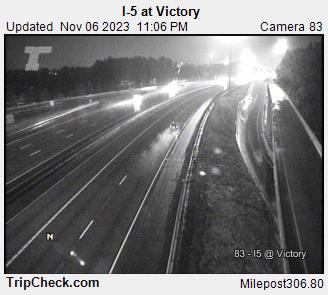 I-5 at Victory
Updated Nov 06 2023 11:06 PM Camera 83
T
N
83 - I5 @ Victory
TripCheck.com Milepost306.80